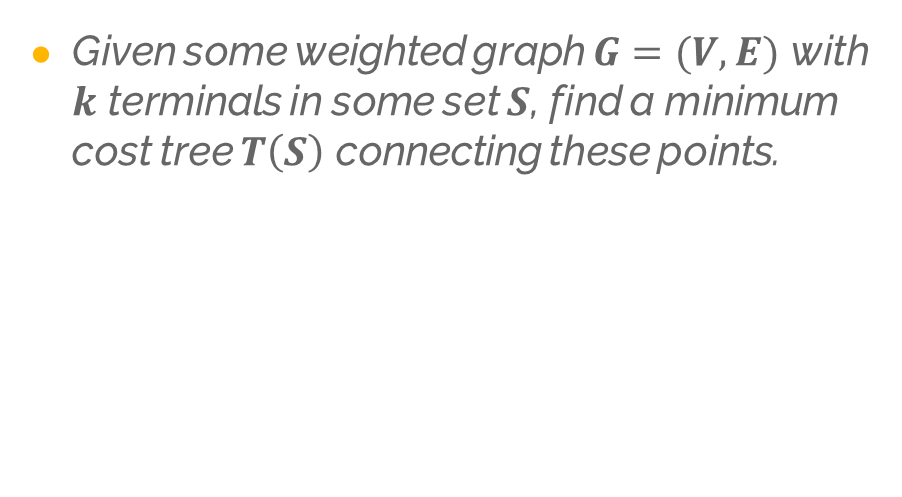 • Given some weighted graph G = (V, E) with
k terminals in some set S, find a minimum
cost tree T(S) connecting these points.